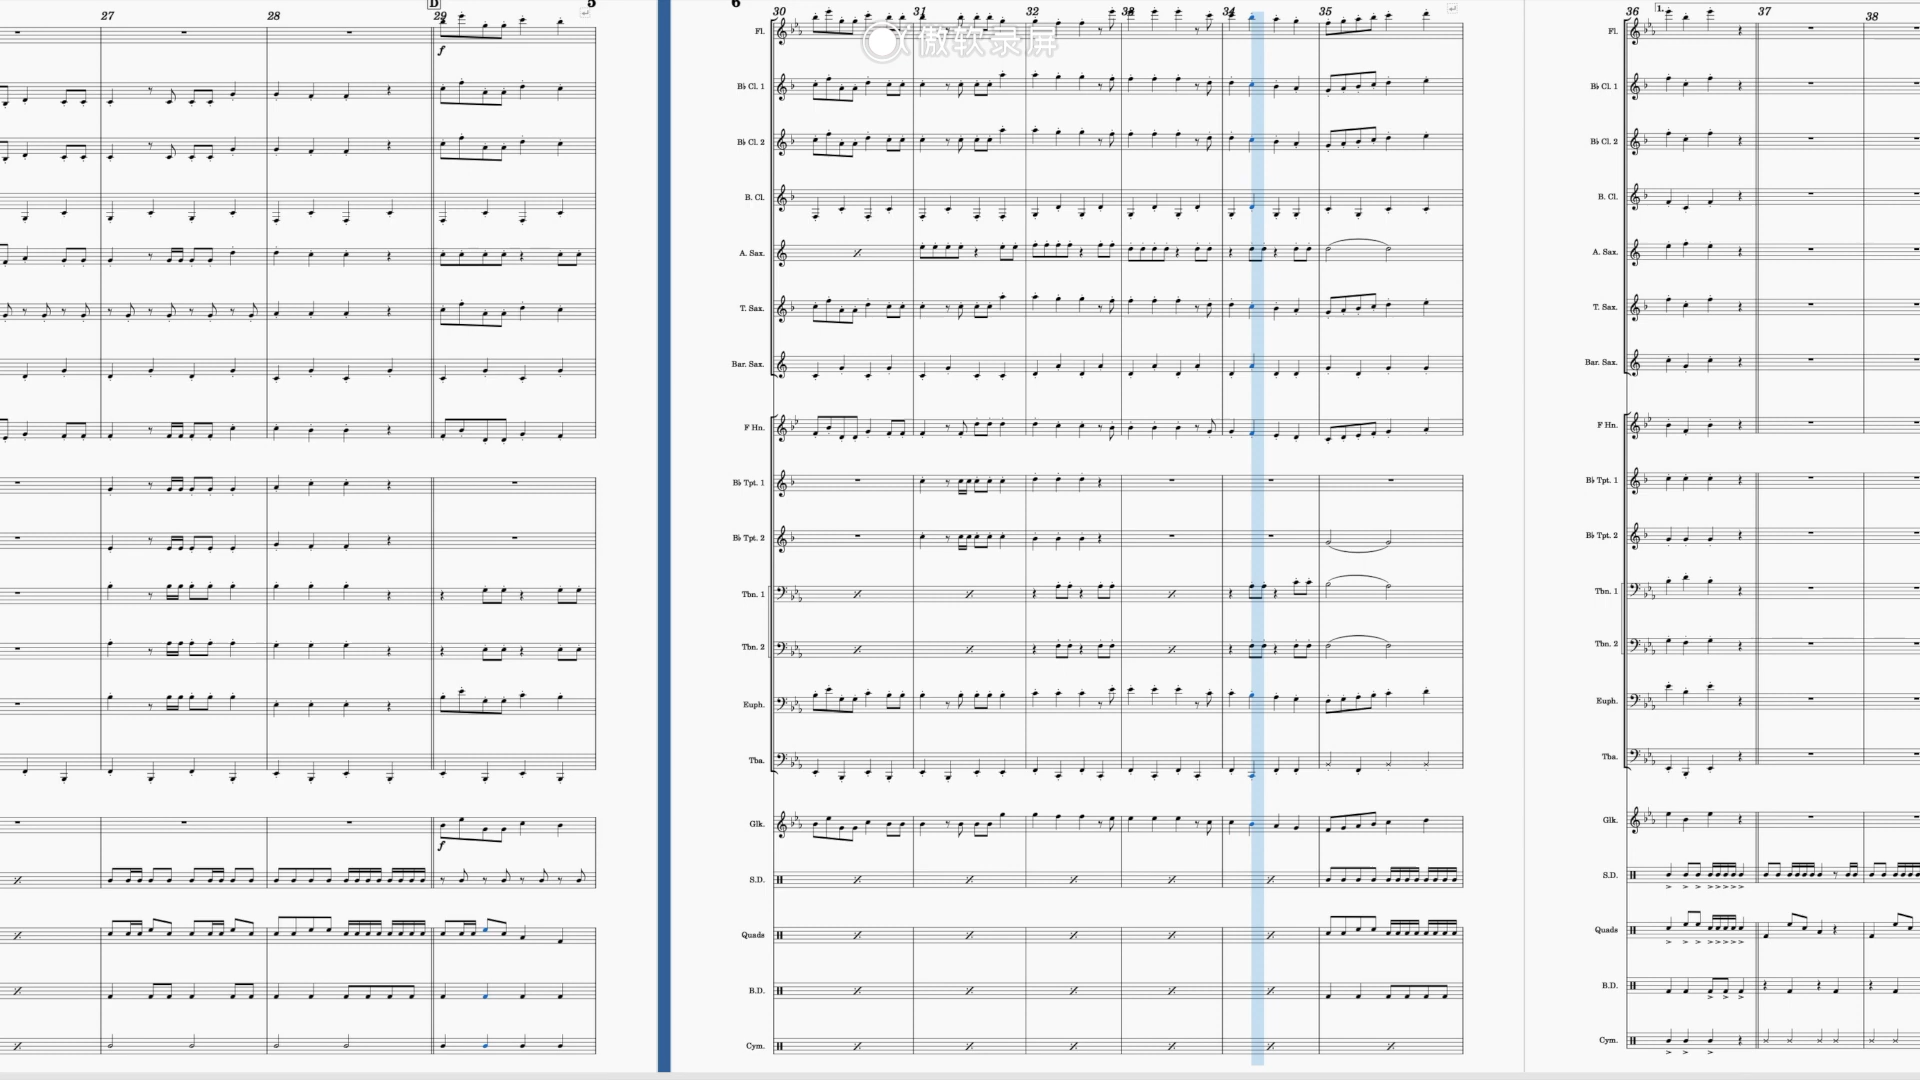 27 28 29 D 5
f
f
6 30 31 32 33 34 35
傲软录屏
Fl.
B♭ Cl. 1
B♭ Cl. 2
B. Cl.
A. Sax.
T. Sax.
Bar. Sax.
F Hn.
B♭ Tpt. 1
B♭ Tpt. 2
Tbn. 1
Tbn. 2
Euph.
Tba.
Glk.
S.D.
Quads
B.D.
Cym.
36 1. 37 38
Fl.
B♭ Cl. 1
B♭ Cl. 2
B. Cl.
A. Sax.
T. Sax.
Bar. Sax.
F Hn.
B♭ Tpt. 1
B♭ Tpt. 2
Tbn. 1
Tbn. 2
Euph.
Tba.
Glk.
S.D.
Quads
B.D.
Cym.